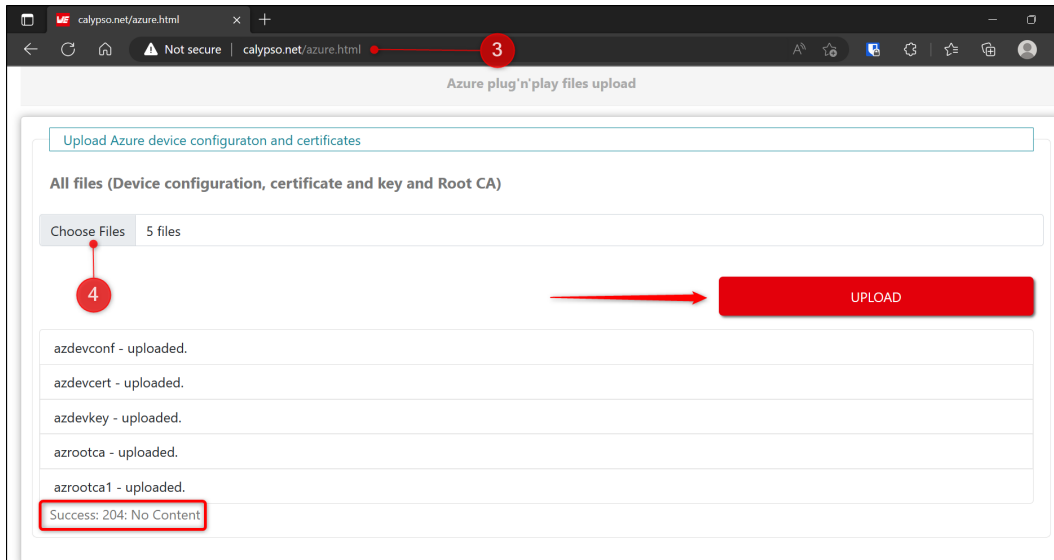 calypso.net/azure.html
Not secure
calypso.net/azure.html
3
Azure plug'n'play files upload
Upload Azure device configuraton and certificates
All files (Device configuration, certificate and key and Root CA)
Choose Files 5 files
4
UPLOAD
azdevconf - uploaded.
azdevcert - uploaded.
azdevkey - uploaded.
azrootca - uploaded.
azrootca1 - uploaded.
Success: 204: No Content